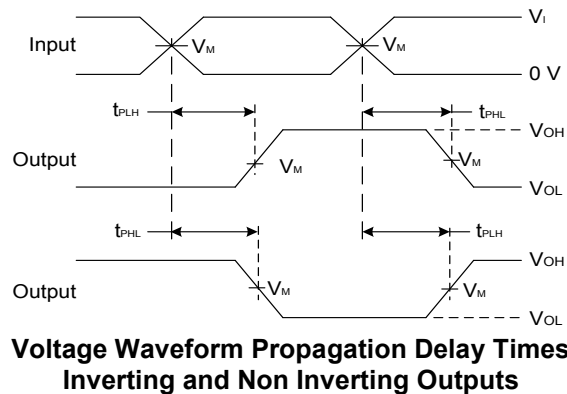 Input
VM
VM
VI
0 V
tPLH
tPHL
Output
VM
VM
VOH
VOL
tPHL
tPLH
Output
VM
VM
VOH
VOL
Voltage Waveform Propagation Delay Times
Inverting and Non Inverting Outputs